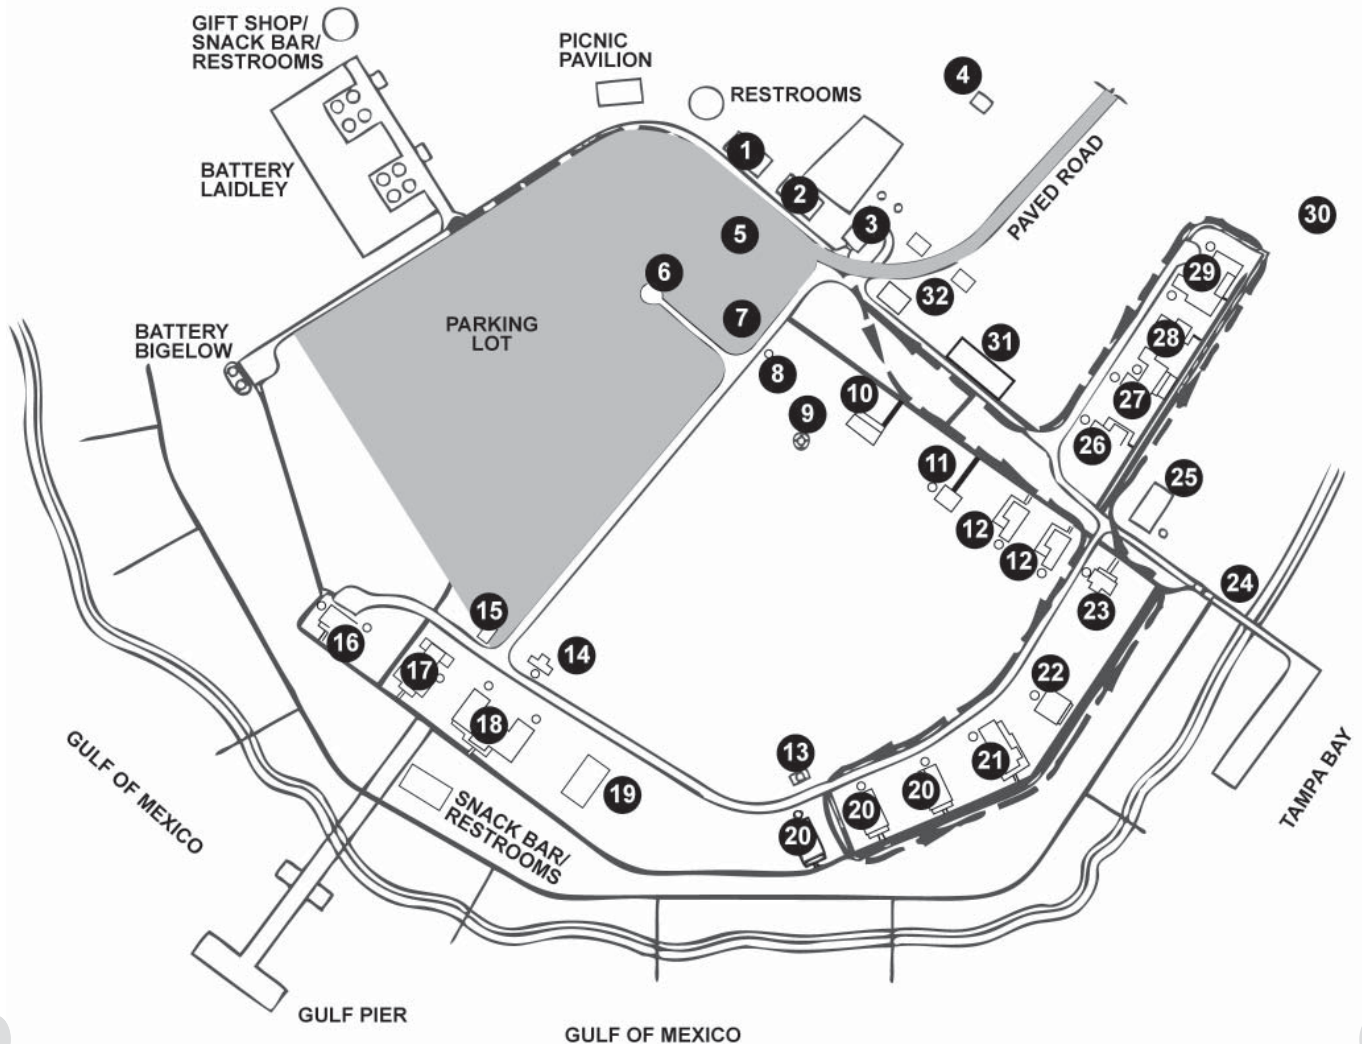 GIFT SHOP/
SNACK BAR/
RESTROOMS
PICNIC
PAVILION
RESTROOMS
4
PAVED ROAD
1
BATTERY
LAIDLEY
2
3
30
5
6
29
32
7
PARKING
LOT
BATTERY
BIGELOW
31
28
8
10
27
9
26
11
25
12
12
24
23
15
16
14
17
22
18
13
21
20
20
20
19
GULF OF MEXICO
SNACK BAR/
RESTROOMS
TAMPA BAY
GULF PIER
GULF OF MEXICO